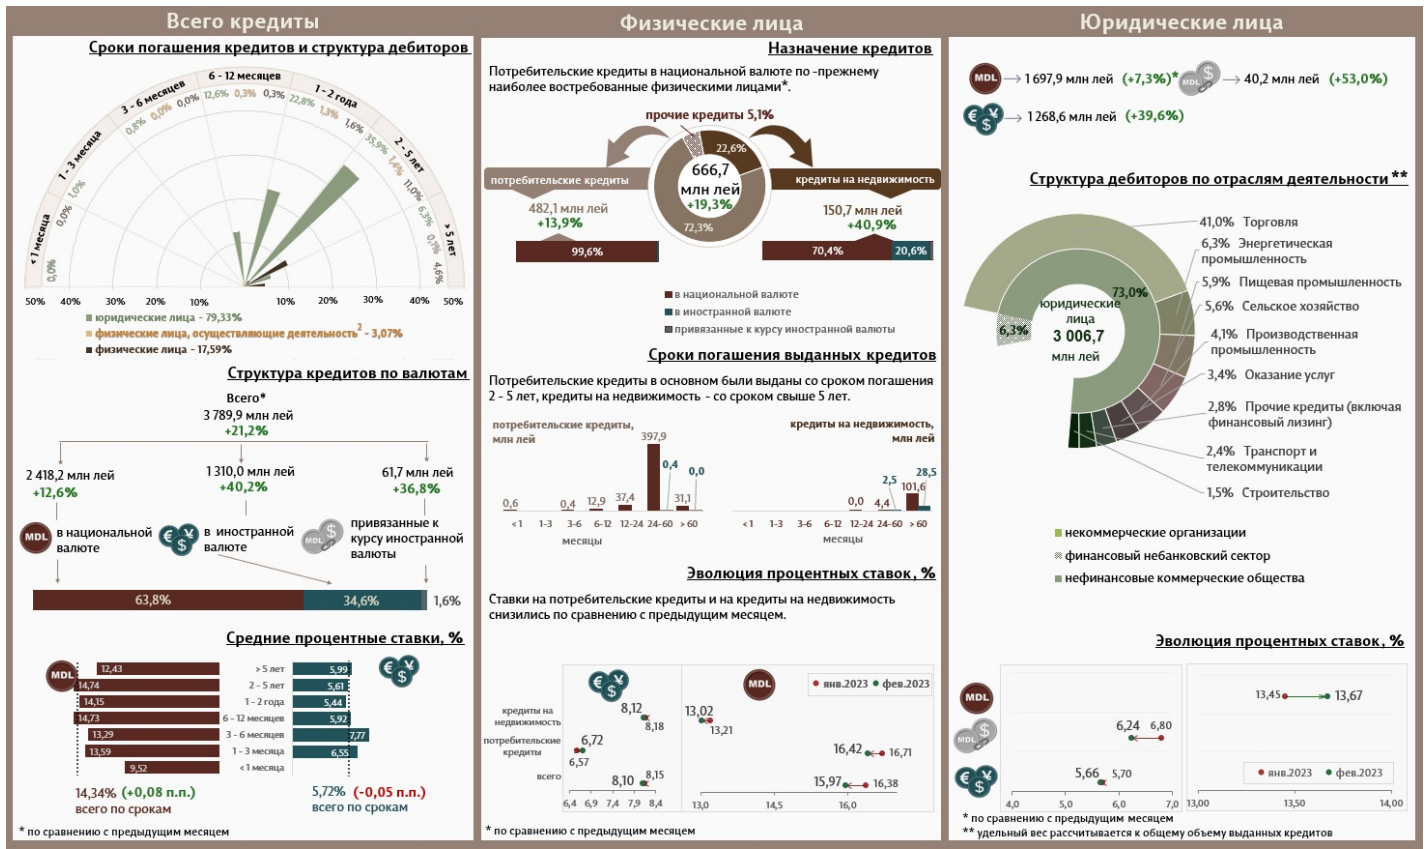 Всего кредиты
Сроки погашения кредитов и структура дебиторов
< 1 месяца
1 - 3 месяца
3 - 6 месяцев
6 - 12 месяцев
1 - 2 года
2 - 5 лет
> 5 лет
0,0%
0,0%
1,0%
0,8%
0,0%
0,0%
12,6%
0,3%
0,3%
22,8%
1,3%
1,6%
35,9%
1,4%
11,0%
6,3%
0,1%
4,6%
50% 40% 30% 20% 10% 10% 20% 30% 40% 50%
юридические лица - 79,33%
физические лица, осуществляющие деятельность2 - 3,07%
физические лица - 17,59%
Структура кредитов по валютам
Всего*
3 789,9 млн лей
+21,2%
2 418,2 млн лей
+12,6%
1 310,0 млн лей
+40,2%
61,7 млн лей
+36,8%
MDL
в национальной
валюте
€ ¥ $
в иностранной
валюте
MDL $
привязанные к
курсу иностранной
валюты
63,8% 34,6% 1,6%
Средние процентные ставки, %
MDL
€ ¥ $
12,43 > 5 лет 5,99
14,74 2 - 5 лет 5,61
14,15 1 - 2 года 5,44
14,73 6 - 12 месяцев 5,92
13,29 3 - 6 месяцев 7,77
13,59 1 - 3 месяца 6,55
9,52 < 1 месяца
14,34% (+0,08 п.п.)
всего по срокам
5,72% (-0,05 п.п.)
всего по срокам
* по сравнению с предыдущим месяцем
Физические лица
Назначение кредитов
Потребительские кредиты в национальной валюте по -прежнему
наиболее востребованные физическими лицами*.
прочие кредиты 5,1%
22,6%
666,7
млн лей
+19,3%
72,3%
потребительские кредиты
482,1 млн лей
+13,9%
99,6%
кредиты на недвижимость
150,7 млн лей
+40,9%
70,4% 20,6%
в национальной валюте
в иностранной валюте
привязанные к курсу иностранной валюты
Сроки погашения выданных кредитов
Потребительские кредиты в основном были выданы со сроком погашения
2 - 5 лет, кредиты на недвижимость - со сроком свыше 5 лет.
потребительские кредиты,
млн лей
0,6 0,4 12,9 37,4 397,9 0,4 31,1 0,0
< 1 1-3 3-6 6-12 12-24 24-60 > 60
месяцы
кредиты на недвижимость,
млн лей
0,0 4,4 2,5 101,6 28,5
< 1 1-3 3-6 6-12 12-24 24-60 > 60
месяцы
Эволюция процентных ставок, %
Ставки на потребительские кредиты и на кредиты на недвижимость
снизились по сравнению с предыдущим месяцем.
€ ¥ $
MDL
янв.2023 фев.2023
кредиты на
недвижимость
8,12
8,18
13,02
13,21
потребительские
кредиты
6,72
6,57
16,42 16,71
всего
8,10 8,15
15,97 16,38
6,4 6,9 7,4 7,9 8,4
13,0 14,5 16,0
* по сравнению с предыдущим месяцем
Юридические лица
MDL 1 697,9 млн лей (+7,3%)*
MDL $ 40,2 млн лей (+53,0%)
€ ¥ $ 1 268,6 млн лей (+39,6%)
Структура дебиторов по отраслям деятельности **
73,0%
6,3%
юридические
лица
3 006,7
млн лей
41,0% Торговля
6,3% Энергетическая
промышленность
5,9% Пищевая промышленность
5,6% Сельское хозяйство
4,1% Производственная
промышленность
3,4% Оказание услуг
2,8% Прочие кредиты (включая
финансовый лизинг)
2,4% Транспорт и
телекоммуникации
1,5% Строительство
некоммерческие организации
финансовый небанковский сектор
нефинансовые коммерческие общества
Эволюция процентных ставок, %
MDL
13,45 13,67
MDL $
6,24 6,80
€ ¥ $
5,66 5,70
янв.2023 фев.2023
4,0 5,0 6,0 7,0
13,00 13,50 14,00
* по сравнению с предыдущим месяцем
** удельный вес рассчитывается к общему объему выданных кредитов